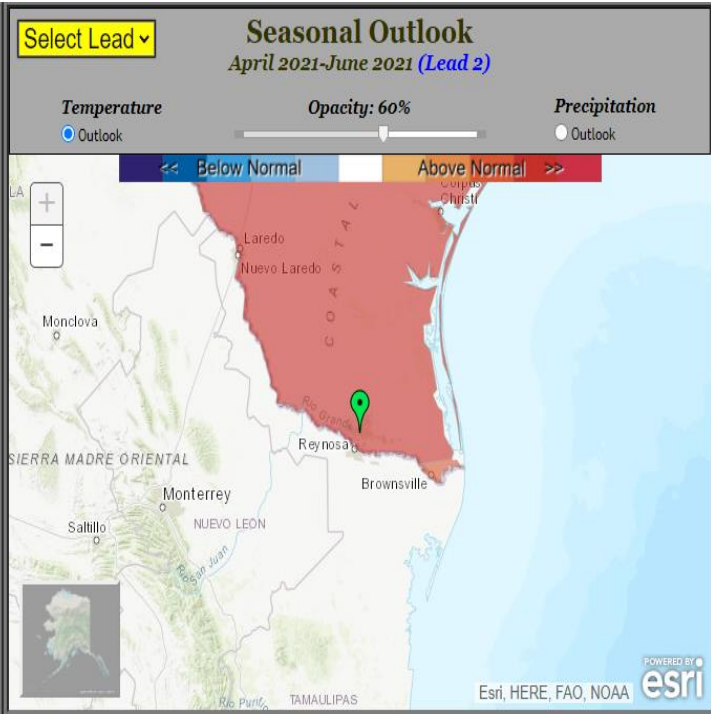 Select Lead
Seasonal Outlook
April 2021-June 2021 (Lead 2)
Temperature
Opacity: 60%
Precipitation
Outlook
Outlook
<< Below Normal
Above Normal >>
LA
+
−
Corpus
Christi
Laredo
Nuevo Laredo
COASTAL
Monclova
Rio Grande
Reynosa
SIERRA MADRE ORIENTAL
Brownsville
Monterrey
Saltillo
NUEVO LEÓN
Rio San Juan
TAMAULIPAS
Esri, HERE, FAO, NOAA
POWERED BY
esri